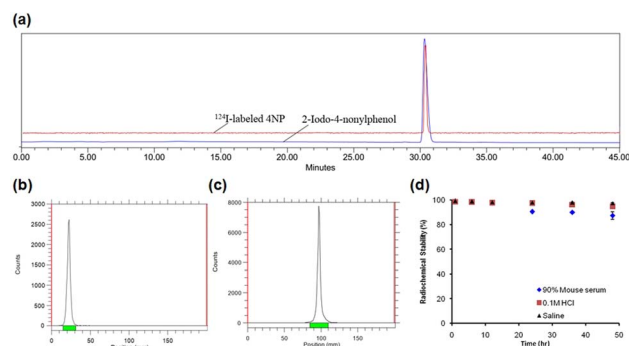 (a)
¹²⁴I-labeled 4NP
2-Iodo-4-nonylphenol
0.00 5.00 10.00 15.00 20.00 25.00 30.00 35.00 40.00 45.00
Minutes
(b)
3000
2500
2000
1500
1000
500
0
Counts
0 50 100 150
(c)
8000
6000
4000
2000
0
Counts
0 50 100 150
Position (mm)
(d)
Radiochemical Stability (%)
100
80
60
40
20
0
90% Mouse serum
0.1M HCl
Saline
0 10 20 30 40 50
Time (hr)